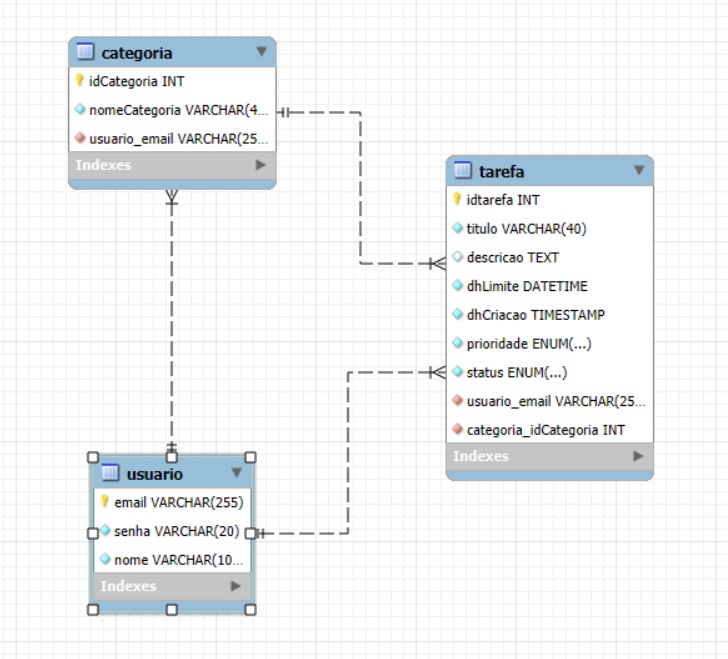 categoria
idCategoria INT
nomeCategoria VARCHAR(4...
usuario_email VARCHAR(25...
Indexes
tarefa
idtarefa INT
titulo VARCHAR(40)
descricao TEXT
dhLimite DATETIME
dhCriacao TIMESTAMP
prioridade ENUM(...)
status ENUM(...)
usuario_email VARCHAR(25...
categoria_idCategoria INT
Indexes
usuario
email VARCHAR(255)
senha VARCHAR(20)
nome VARCHAR(10...
Indexes